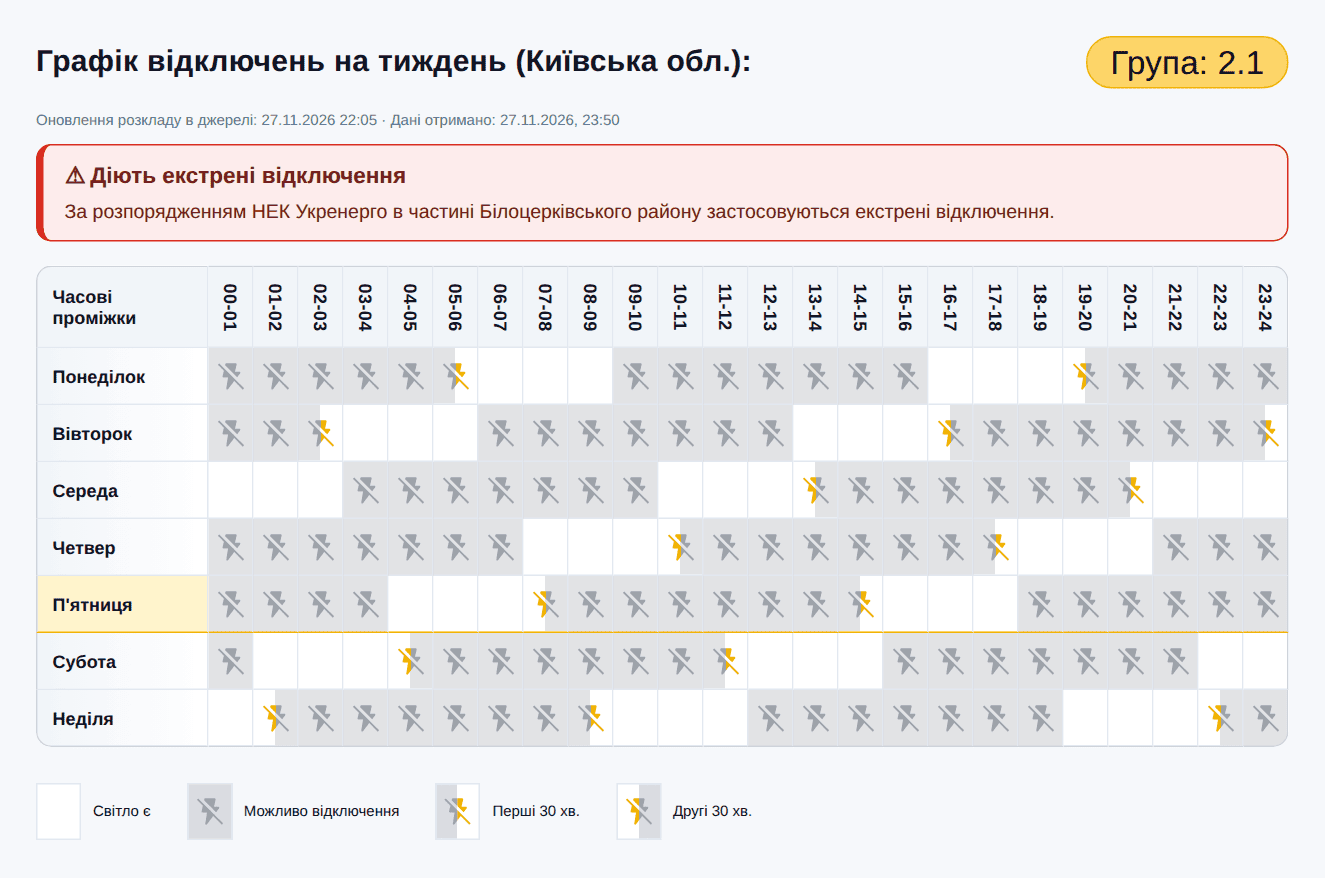 Графік відключень на тиждень (Київська обл.):
Група: 2.1
Оновлення розкладу в джерелі: 27.11.2026 22:05 · Дані отримано: 27.11.2026, 23:50
⚠ Діють екстрені відключення
За розпорядженням НЕК Укренерго в частині Білоцерківського району застосовуються екстрені відключення.
Часові
проміжки
00-01 01-02 02-03 03-04 04-05 05-06 06-07 07-08 08-09 09-10 10-11 11-12 12-13 13-14 14-15 15-16 16-17 17-18 18-19 19-20 20-21 21-22 22-23 23-24
Понеділок
Вівторок
Середа
Четвер
П'ятниця
Субота
Неділя
Світло є
Можливо відключення
Перші 30 хв.
Другі 30 хв.